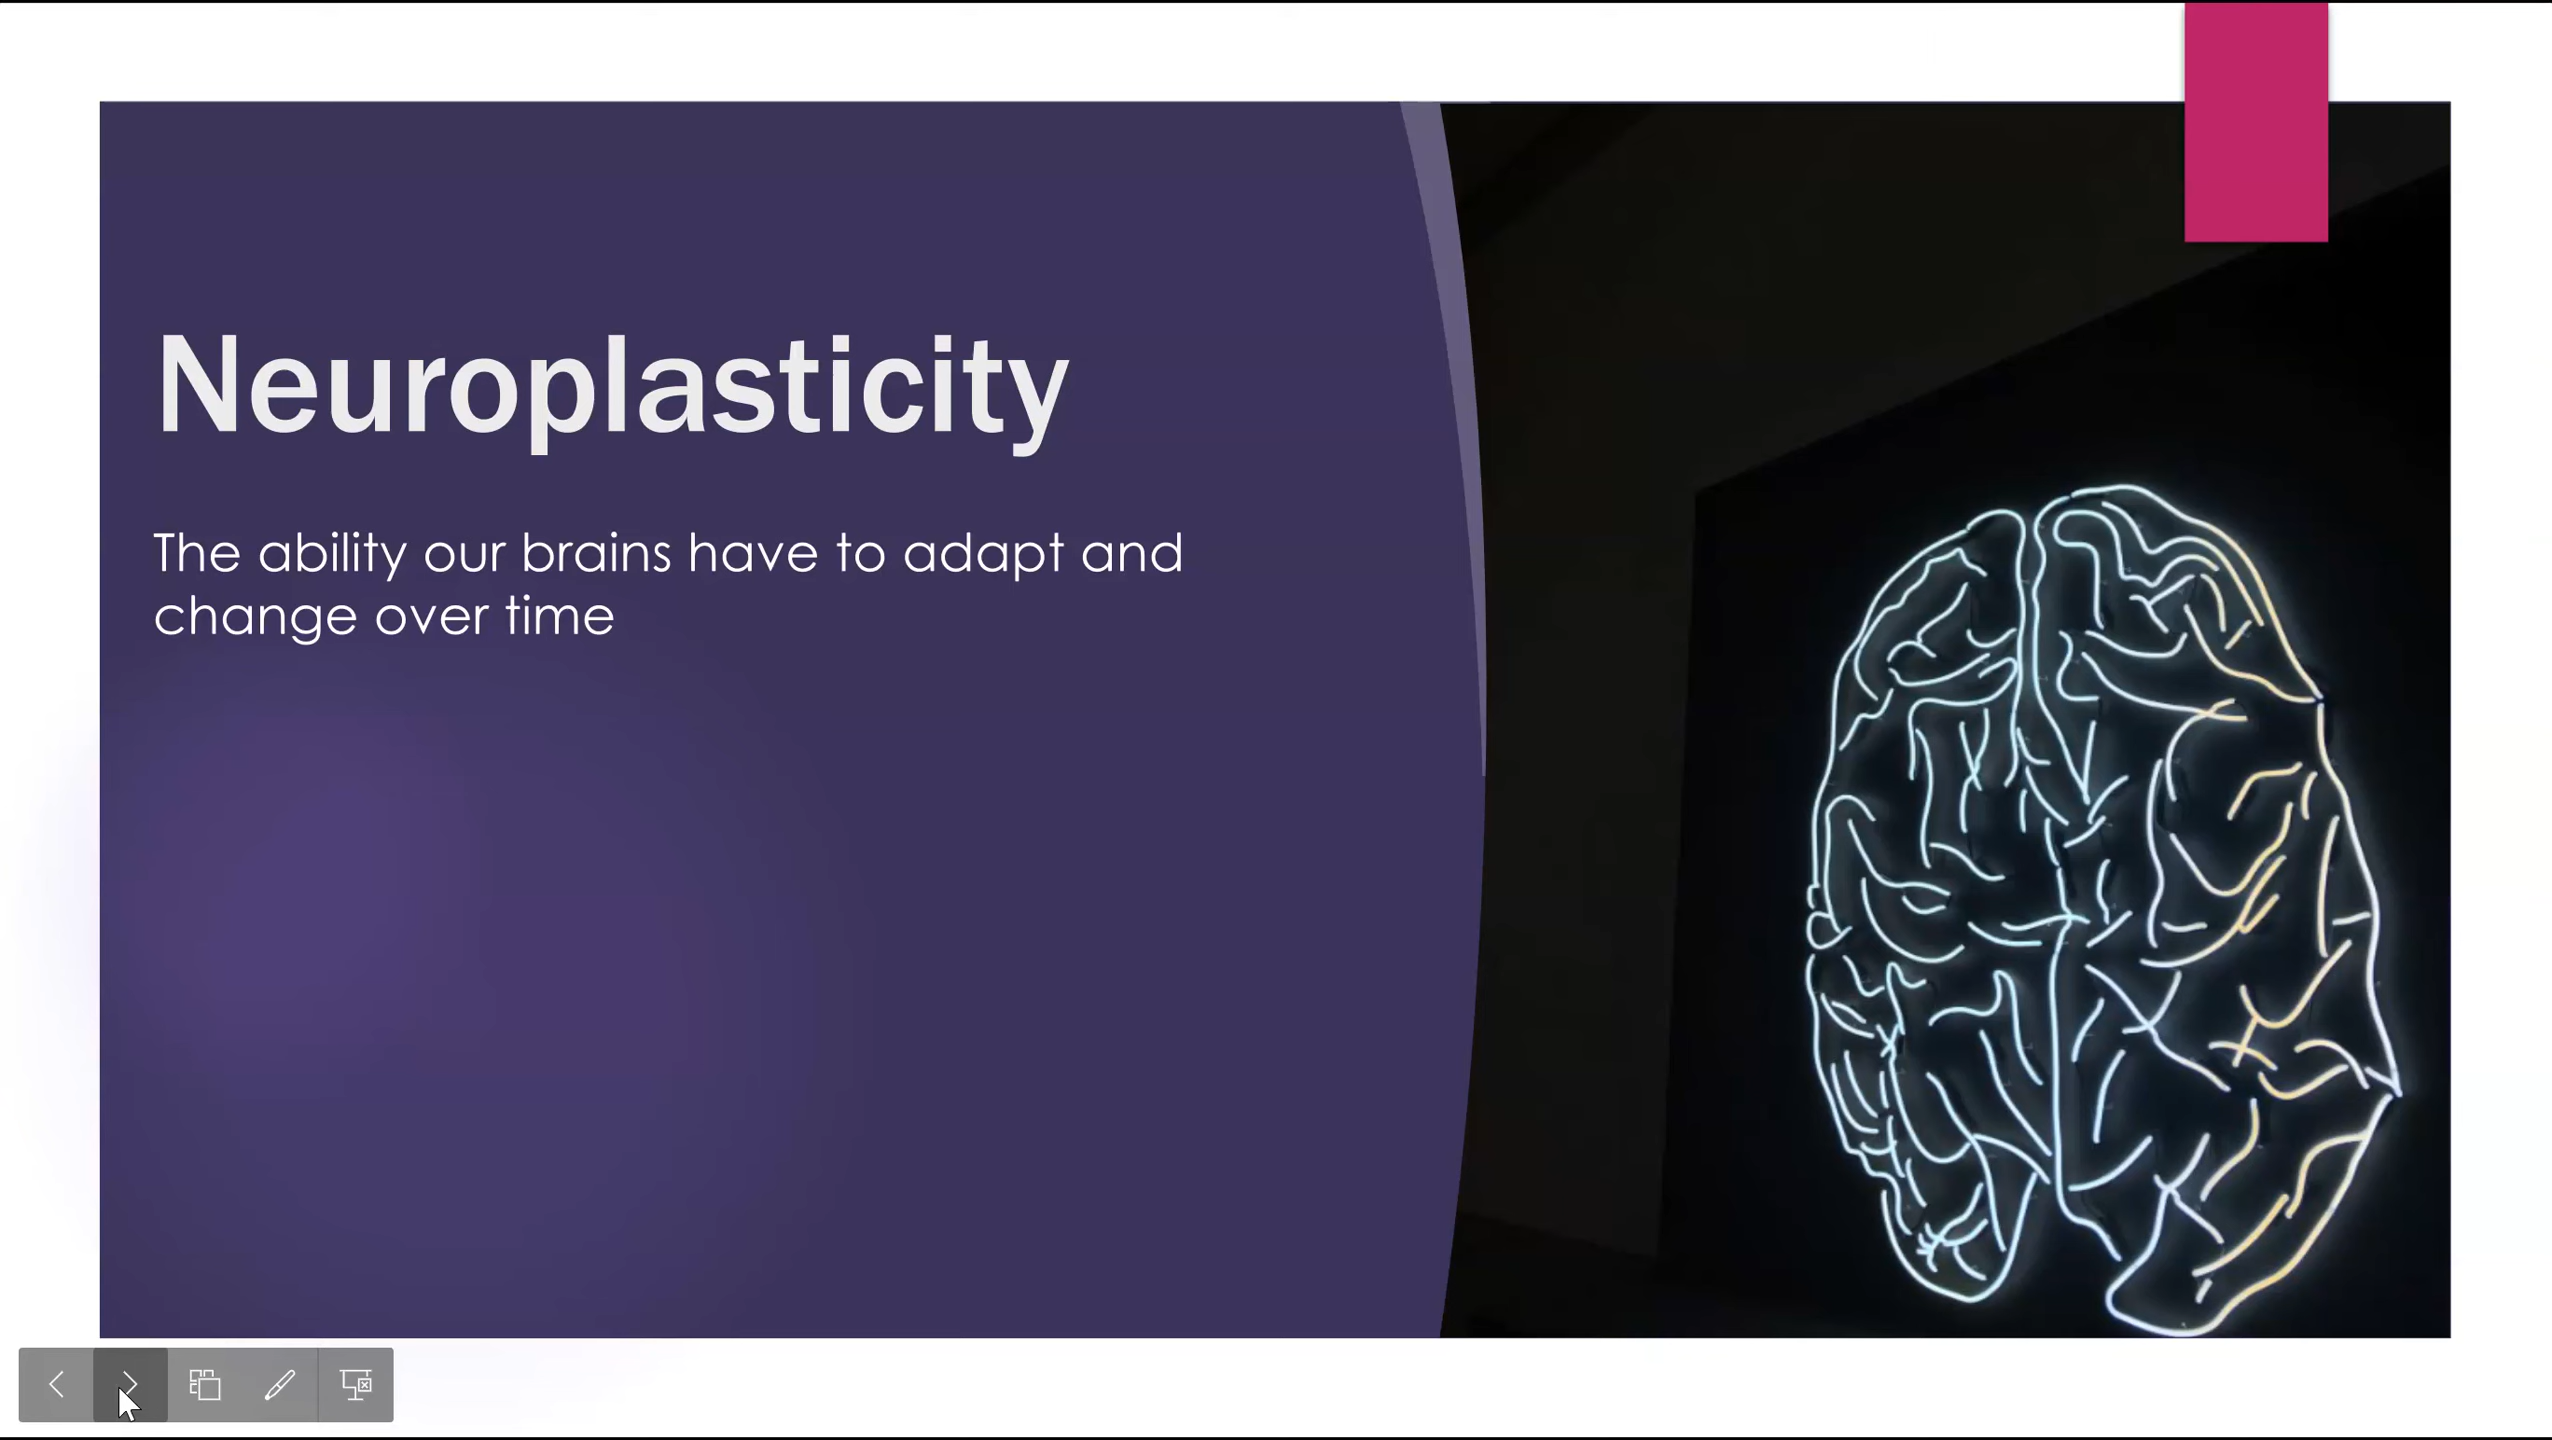 Neuroplasticity
The ability our brains have to adapt and
change over time